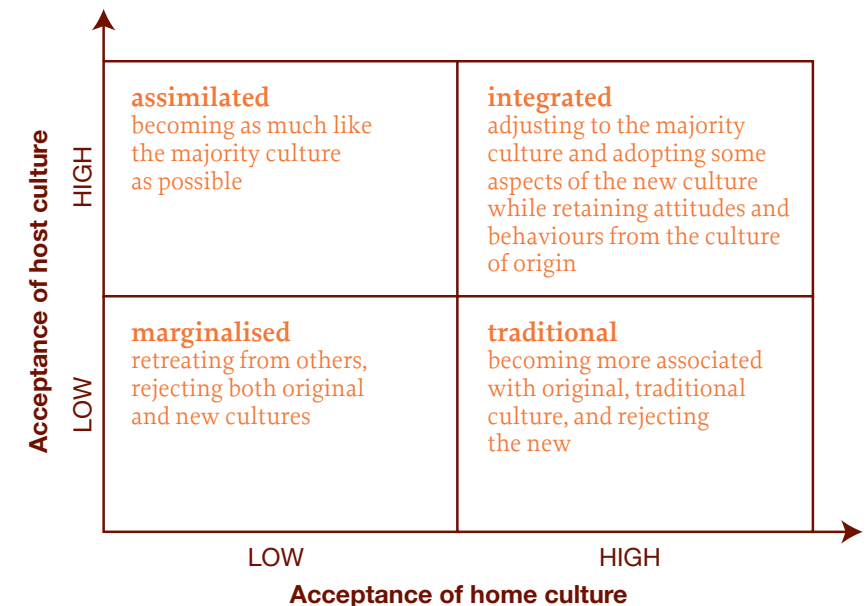 Acceptance of host culture
HIGH
LOW
assimilated
becoming as much like
the majority culture
as possible
integrated
adjusting to the majority
culture and adopting some
aspects of the new culture
while retaining attitudes and
behaviours from the culture
of origin
marginalised
retreating from others,
rejecting both original
and new cultures
traditional
becoming more associated
with original, traditional
culture, and rejecting
the new
LOW
HIGH
Acceptance of home culture